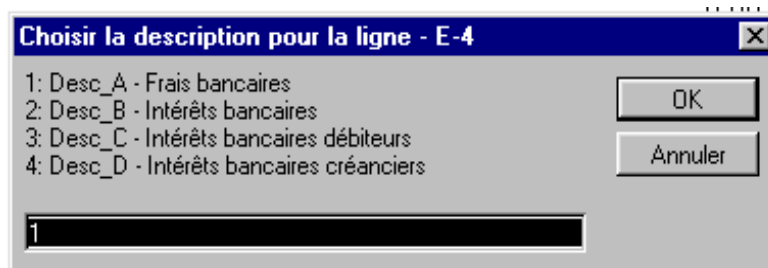 Choisir la description pour la ligne - E-4
1: Desc_A - Frais bancaires
2: Desc_B - Intérêts bancaires
3: Desc_C - Intérêts bancaires débiteurs
4: Desc_D - Intérêts bancaires créanciers
OK
Annuler
1